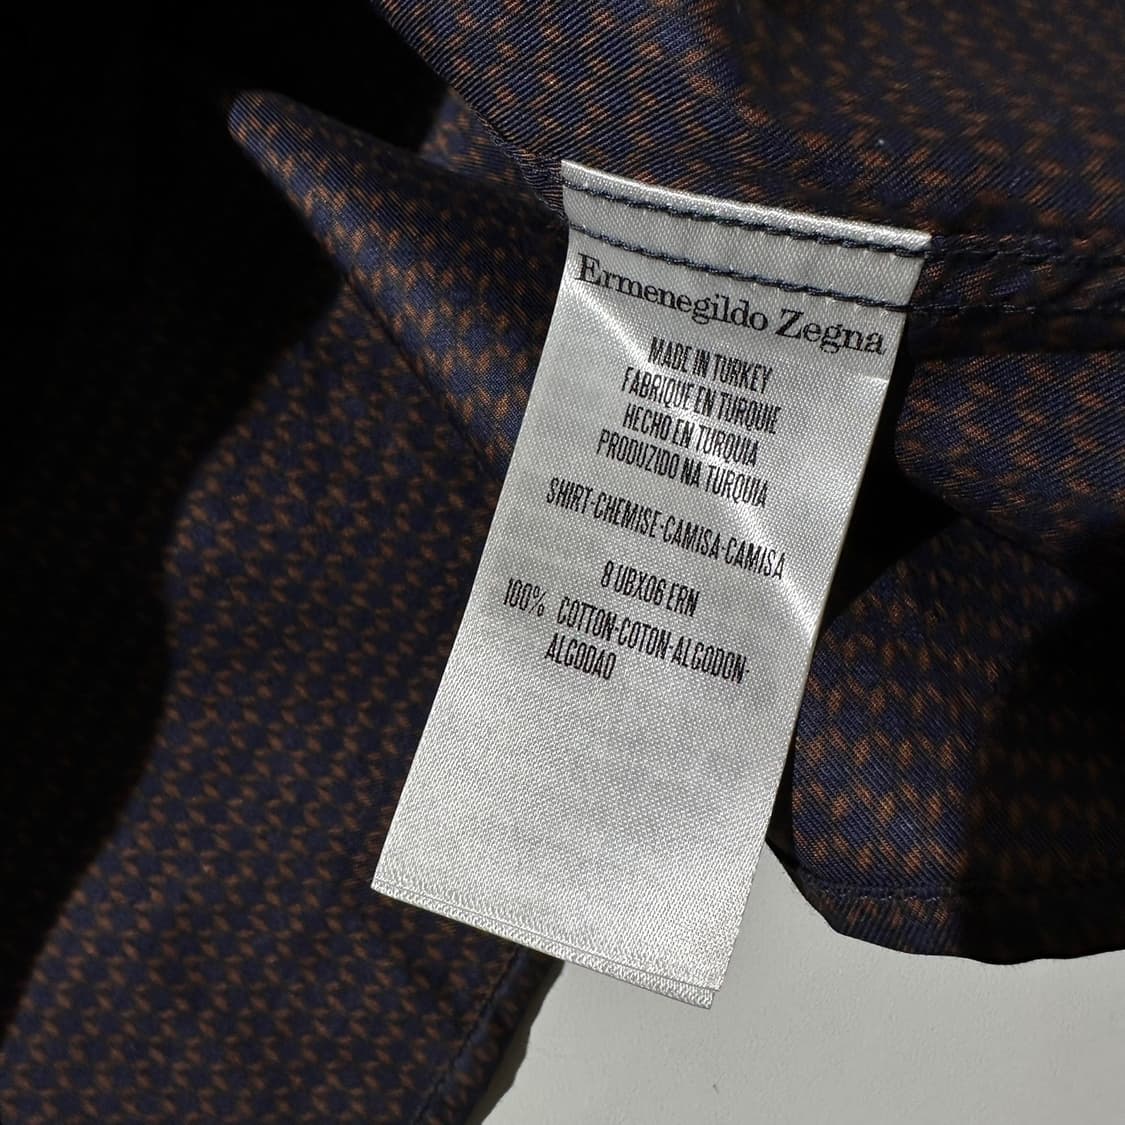 Ermenegildo Zegna
MADE IN TURKEY
FABRIQUE EN TURQUIE
HECHO EN TURQUIA
PRODUZIDO NA TURQUIA
SHIRT-CHEMISE-CAMISA-CAMISA
8 UBX06 ERN
100% COTTON-COTON-ALGODON-
ALGODAO